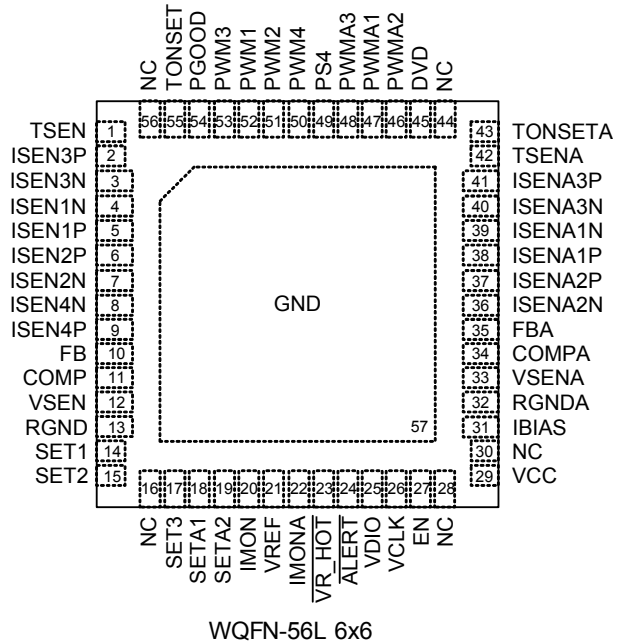 NC
TONSET
PGOOD
PWM3
PWM1
PWM2
PWM4
PS4
PWMA3
PWMA1
PWMA2
DVD
NC
56 55 54 53 52 51 50 49 48 47 46 45 44
TSEN 1
ISEN3P 2
ISEN3N 3
ISEN1N 4
ISEN1P 5
ISEN2P 6
ISEN2N 7
ISEN4N 8
ISEN4P 9
FB 10
COMP 11
VSEN 12
RGND 13
SET1 14
SET2 15
GND
57
43 TONSETA
42 TSENA
41 ISENA3P
40 ISENA3N
39 ISENA1N
38 ISENA1P
37 ISENA2P
36 ISENA2N
35 FBA
34 COMPA
33 VSENA
32 RGNDA
31 IBIAS
30 NC
29 VCC
16 17 18 19 20 21 22 23 24 25 26 27 28
NC
SET3
SETA1
SETA2
IMON
VREF
IMONA
VR_HOT
ALERT
VDIO
VCLK
EN
NC
WQFN-56L 6x6